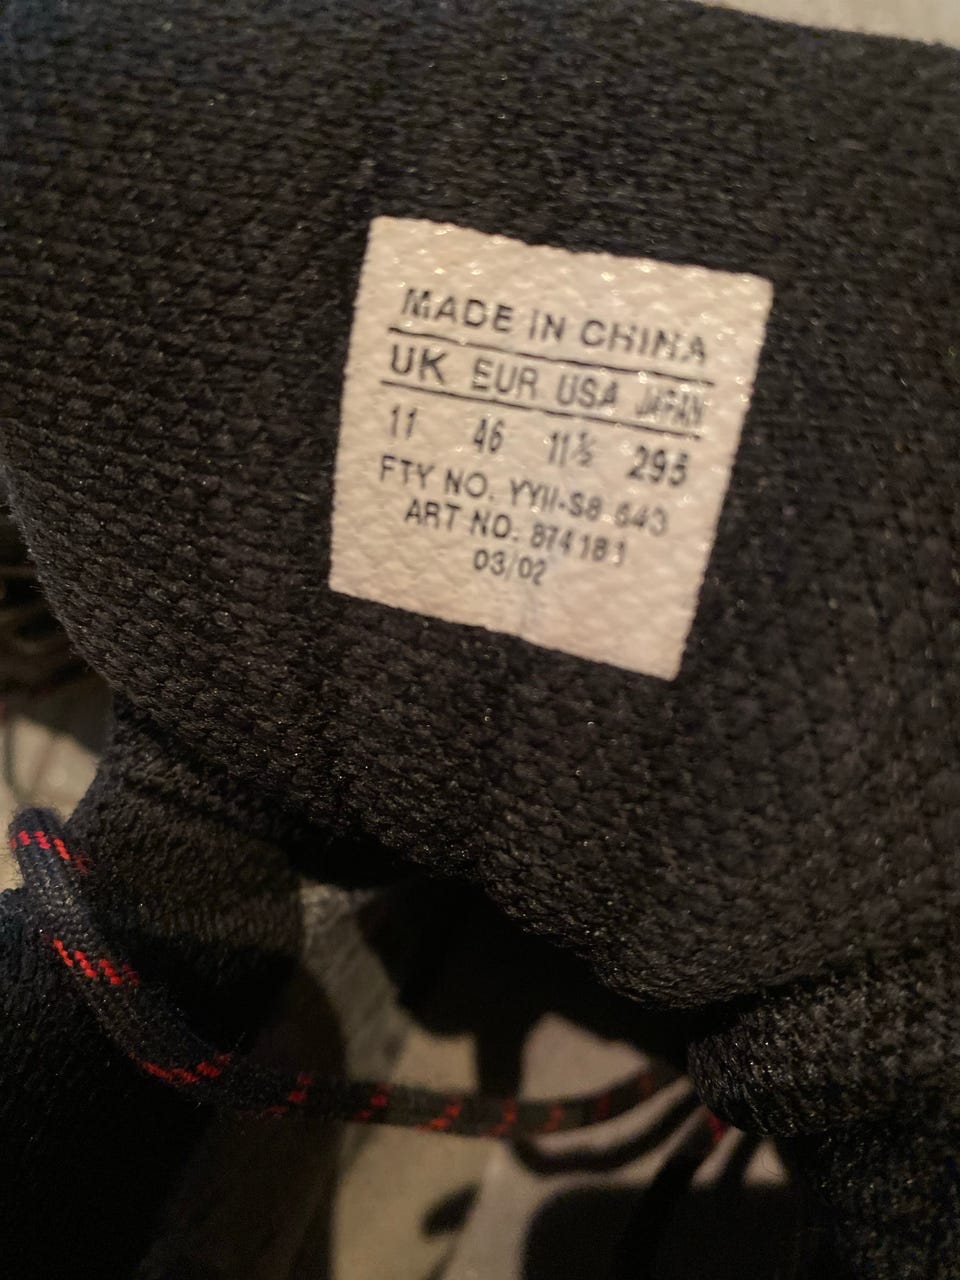 MADE IN CHINA
UK EUR USA JAPAN
11 46 11½ 295
FTY NO. YYII-S8 643
ART NO. 874181
03/02